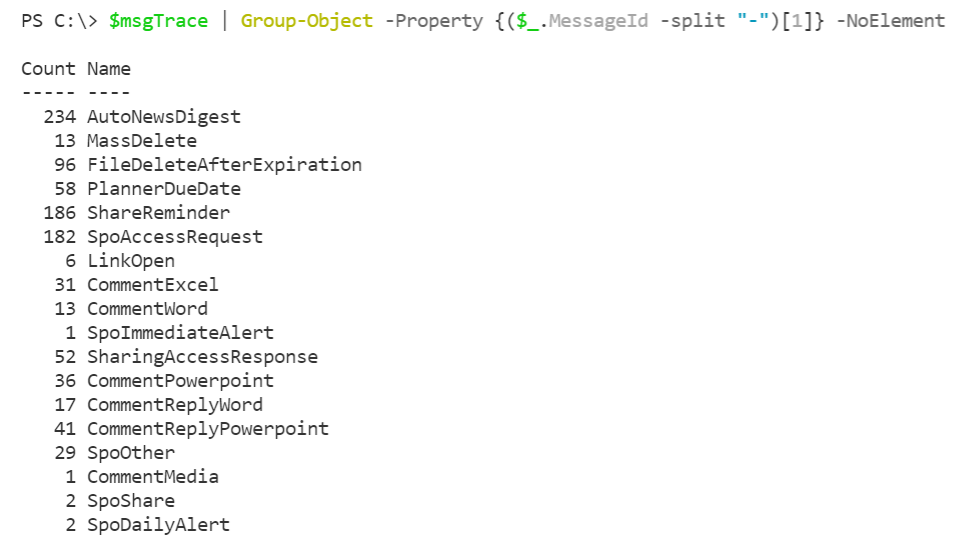 PS C:\> $msgTrace | Group-Object -Property {($_.MessageId -split "-")[1]} -NoElement
Count Name
----- ----
234 AutoNewsDigest
13 MassDelete
96 FileDeleteAfterExpiration
58 PlannerDueDate
186 ShareReminder
182 SpoAccessRequest
6 LinkOpen
31 CommentExcel
13 CommentWord
1 SpoImmediateAlert
52 SharingAccessResponse
36 CommentPowerpoint
17 CommentReplyWord
41 CommentReplyPowerpoint
29 SpoOther
1 CommentMedia
2 SpoShare
2 SpoDailyAlert